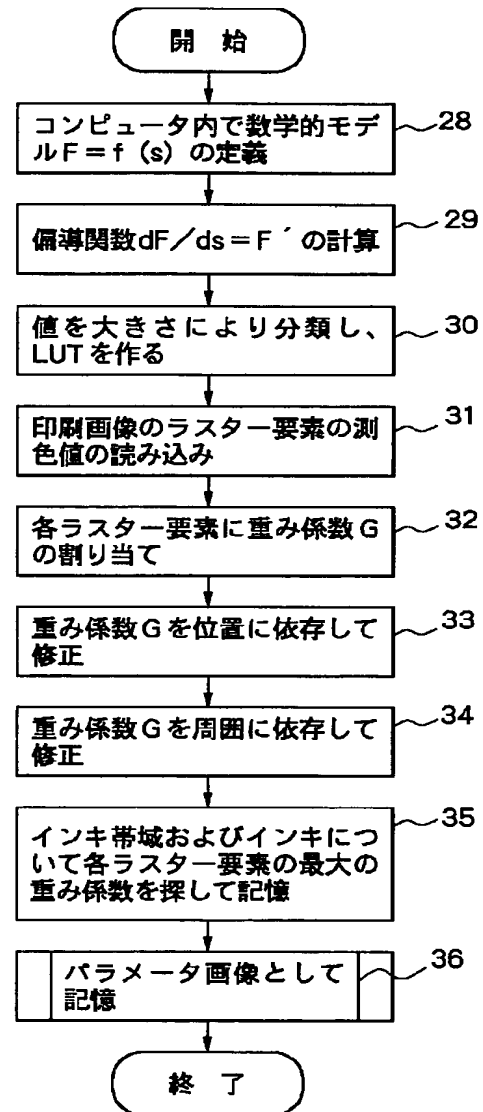 開 始
コンピュータ内で数学的モデ
ルF=f(s)の定義
28
偏導関数dF/ds=F´の計算
29
値を大きさにより分類し、
LUTを作る
30
印刷画像のラスター要素の測
色値の読み込み
31
各ラスター要素に重み係数G
の割り当て
32
重み係数Gを位置に依存して
修正
33
重み係数Gを周囲に依存して
修正
34
インキ帯域およびインキにつ
いて各ラスター要素の最大の
重み係数を探して記憶
35
パラメータ画像として
記憶
36
終 了